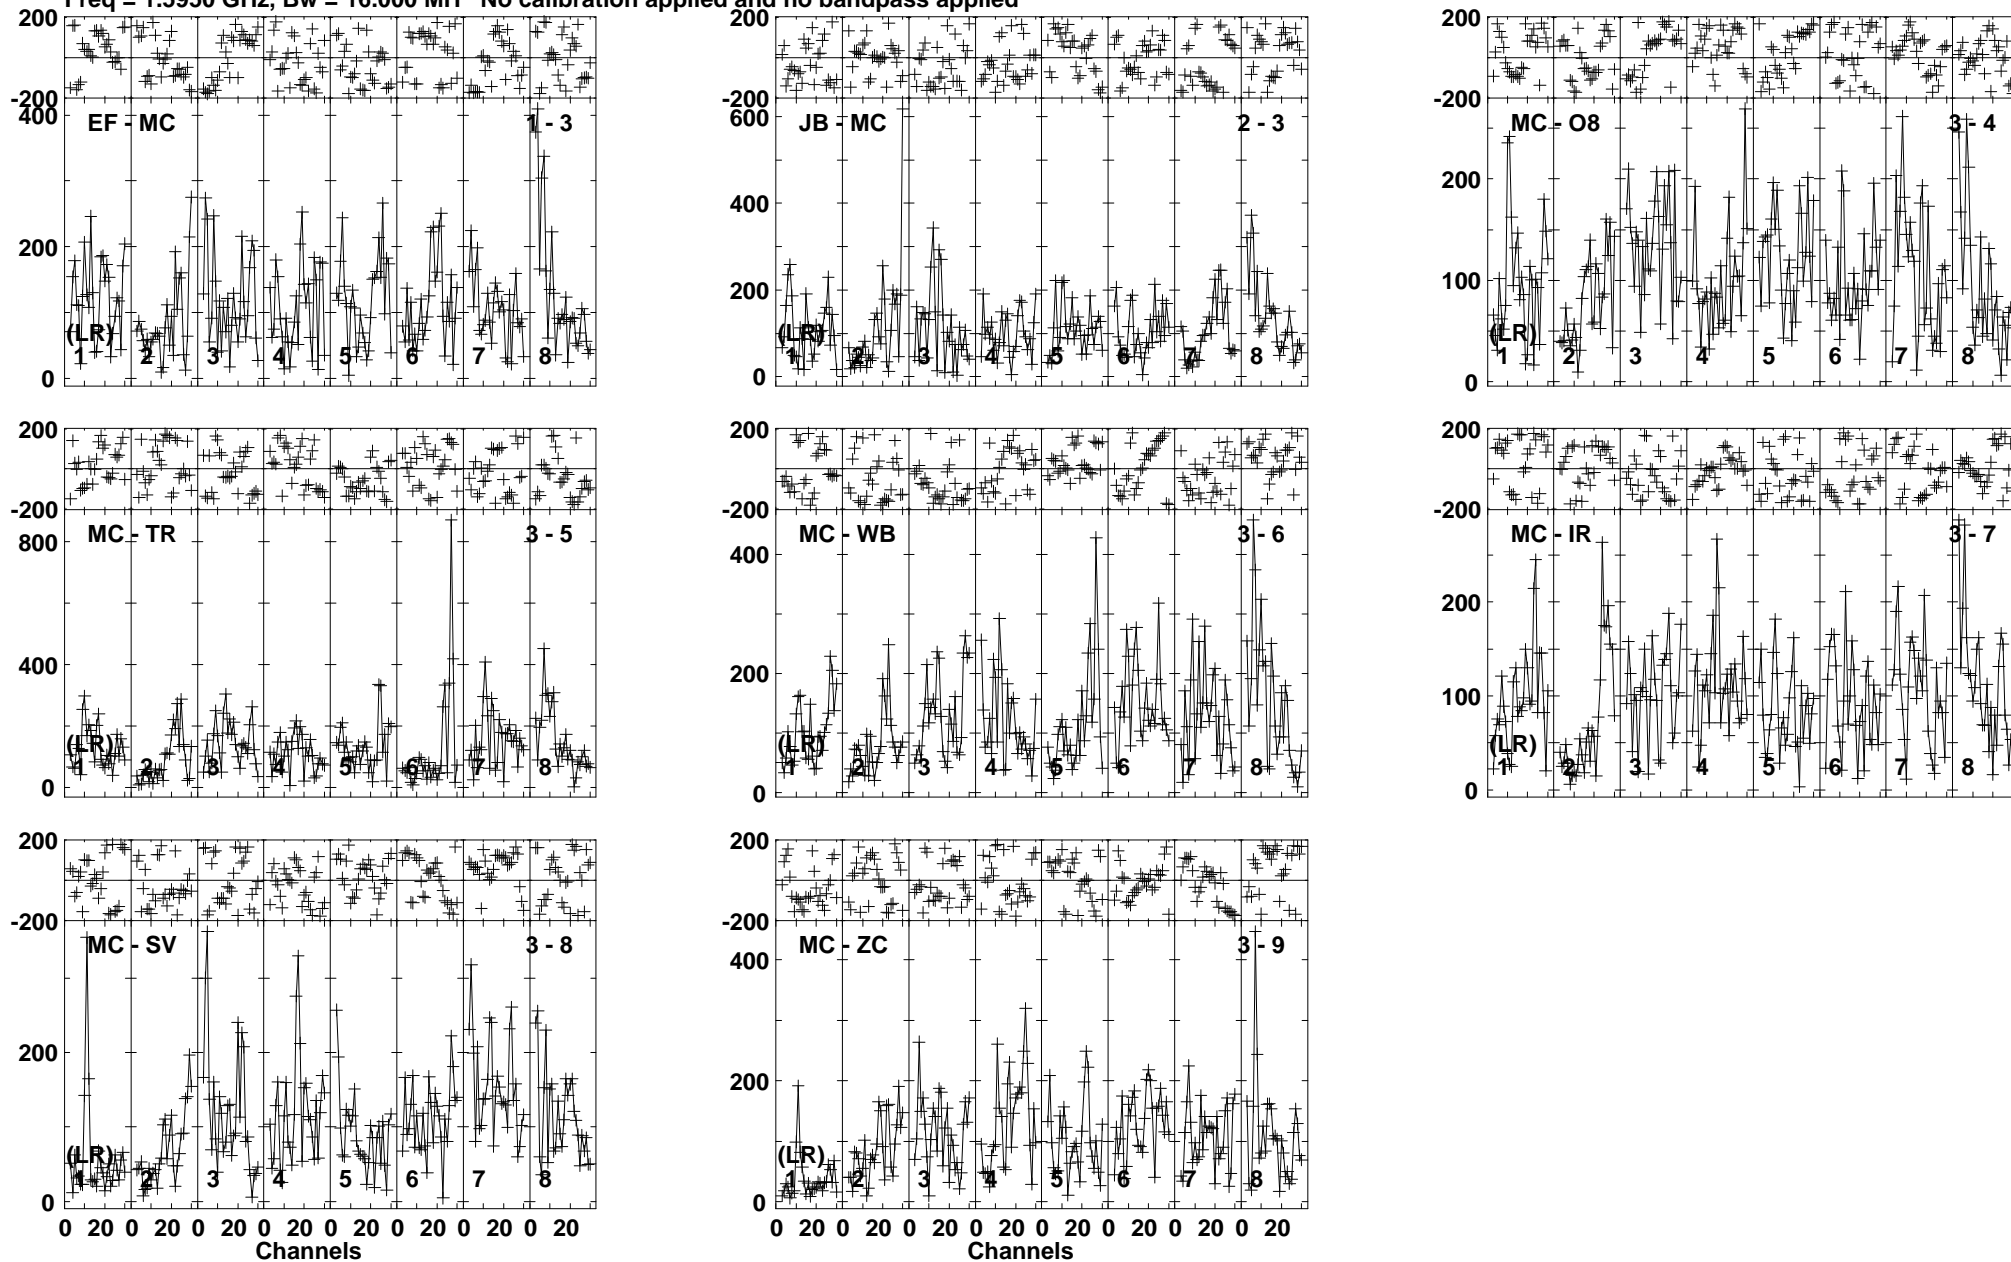 No calibration applied and no bandpass applied
200 200 200
-200 -200 -200
400 EF - MC 1 - 3 600 JB - MC 2 - 3 MC - O8 3 - 4
200 400 200
200 100
(LR) (LR) (LR)
1 2 3 4 5 6 7 8 1 2 3 4 5 6 7 8 1 2 3 4 5 6 7 8
0 0 0
200 200 200
-200 -200 -200
800 MC - TR 3 - 5 400 MC - WB 3 - 6 MC - IR 3 - 7
400 200 200
100
(LR) (LR) (LR)
1 2 3 4 5 6 7 8 1 2 3 4 5 6 7 8 1 2 3 4 5 6 7 8
0 0 0
200 200
-200 -200
MC - SV 3 - 8 400 MC - ZC 3 - 9
200 200
(LR) (LR)
1 2 3 4 5 6 7 8 1 2 3 4 5 6 7 8
0 0
0 20 0 20 0 20 0 20 0 20 0 20 0 20 0 20 0 20 0 20 0 20 0 20 0 20 0 20 0 20 0 20
Channels Channels